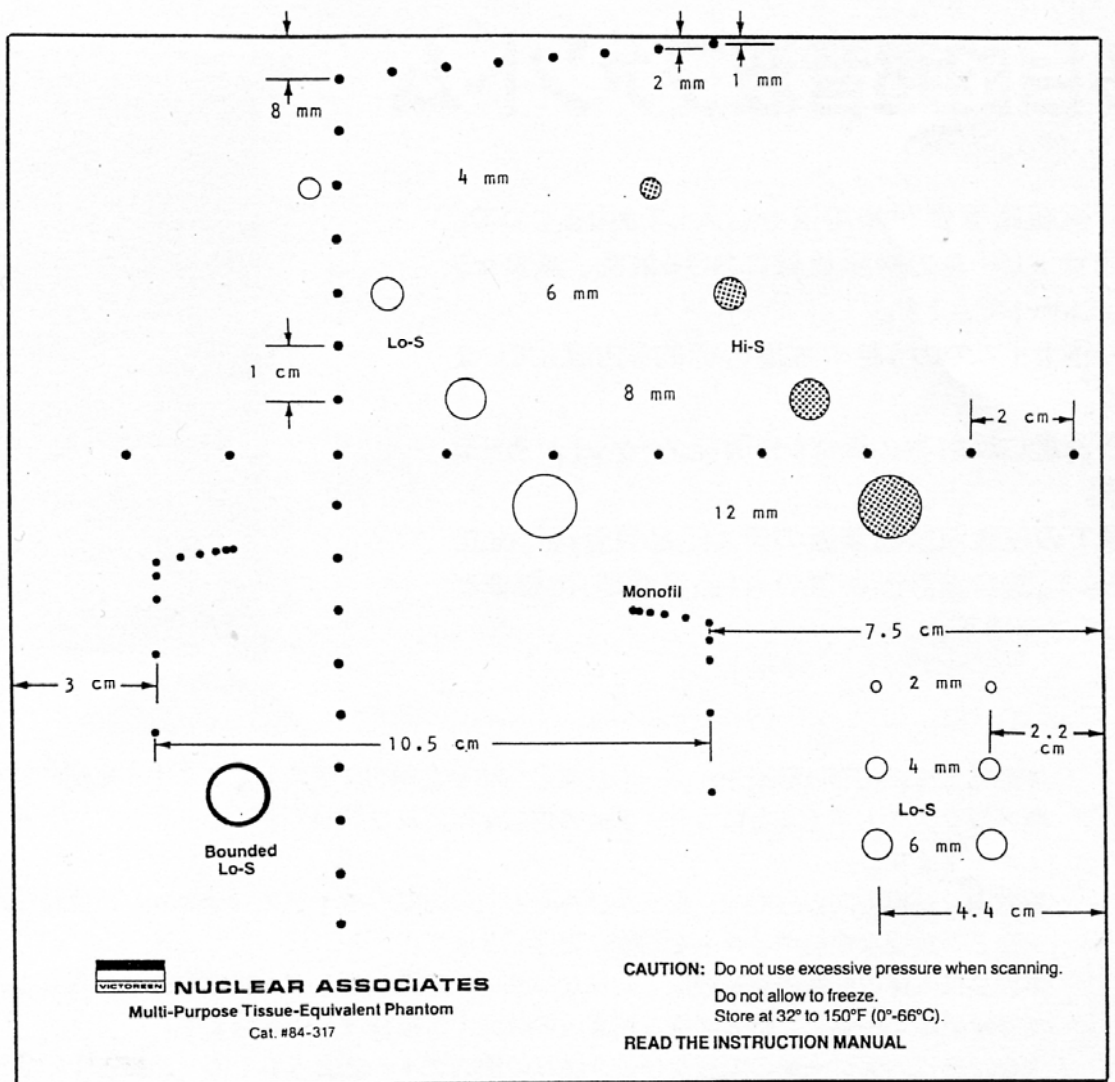 8 mm
2 mm
1 mm
4 mm
6 mm
Lo-S
Hi-S
1 cm
8 mm
2 cm
12 mm
Monofil
7.5 cm
3 cm
2 mm
2.2
cm
10.5 cm
4 mm
Lo-S
6 mm
Bounded
Lo-S
4.4 cm
VICTOREEN
NUCLEAR ASSOCIATES
Multi-Purpose Tissue-Equivalent Phantom
Cat. #84-317
CAUTION: Do not use excessive pressure when scanning.
Do not allow to freeze.
Store at 32° to 150°F (0°-66°C).
READ THE INSTRUCTION MANUAL